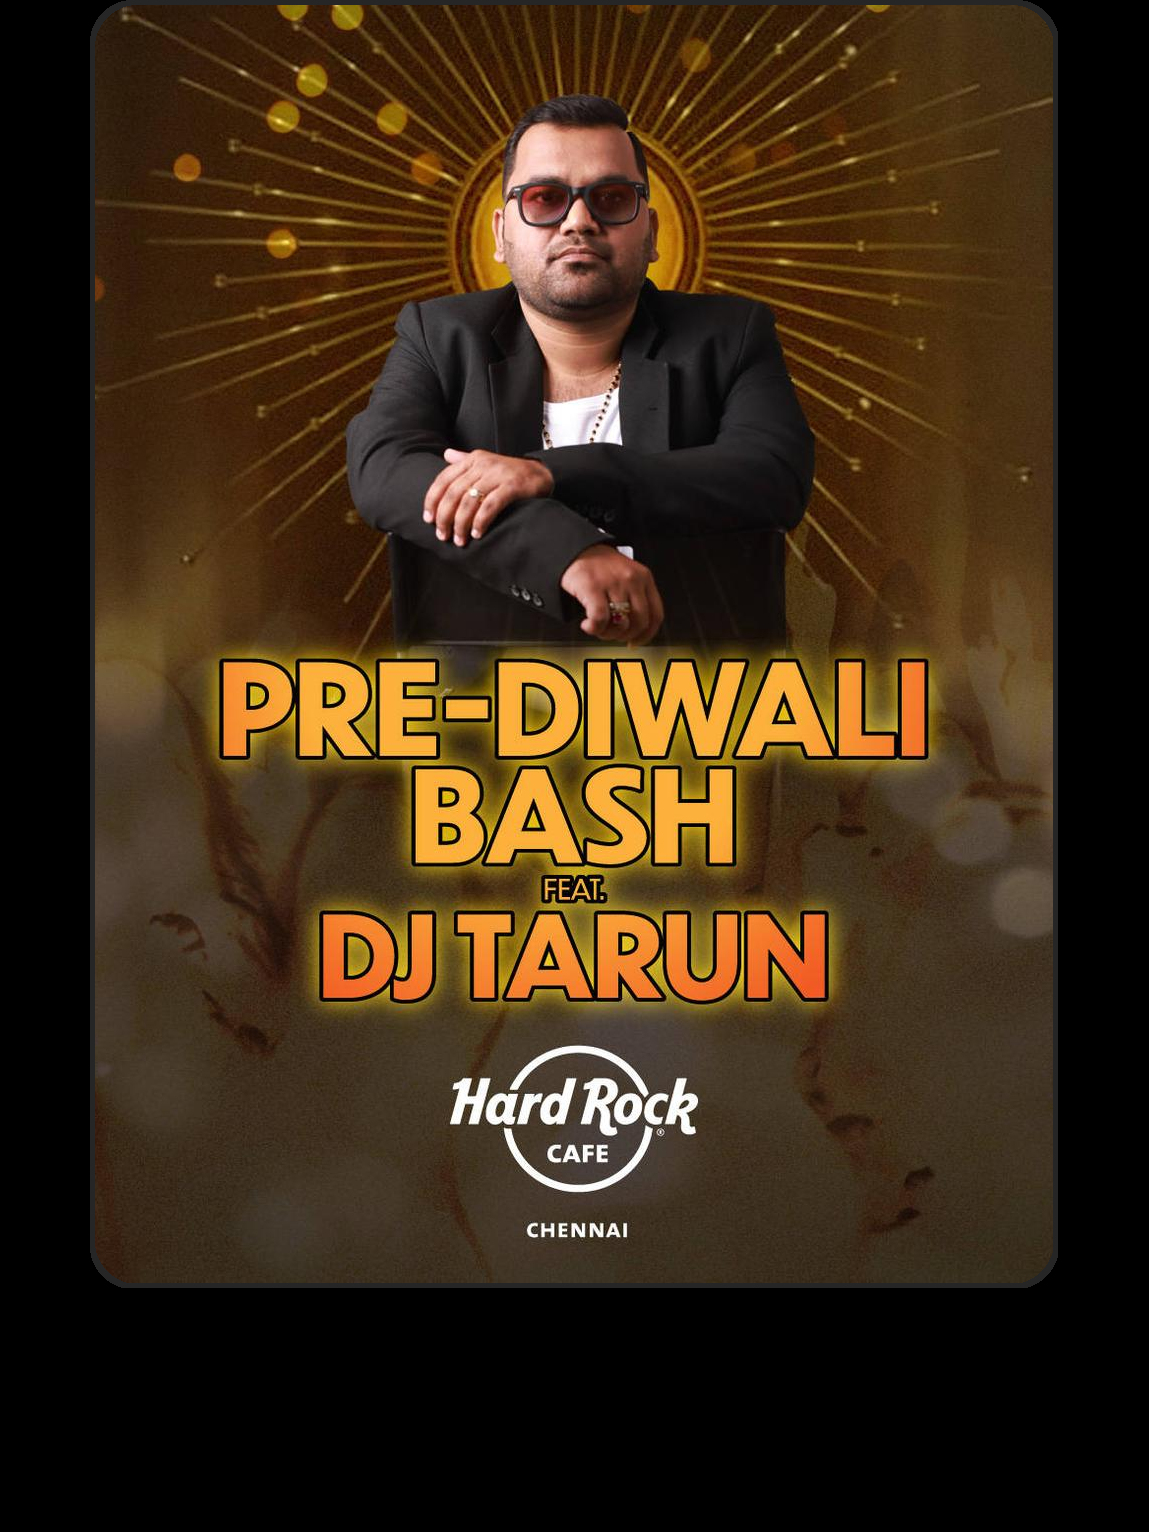 PRE-DIWALI
BASH
FEAT.
DJ TARUN
Hard Rock
®
CAFE
CHENNAI